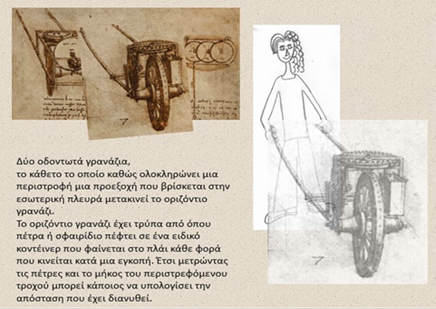 Δύο οδοντωτά γρανάζια,
το κάθετο το οποίο καθώς ολοκληρώνει μια
περιστροφή μια προεξοχή που βρίσκεται στην
εσωτερική πλευρά μετακινεί το οριζόντιο
γρανάζι.
Το οριζόντιο γρανάζι έχει τρύπα από όπου
πέτρα ή σφαιρίδιο πέφτει σε ένα ειδικό
κοντέινερ που φαίνεται στο πλάι κάθε φορά
που κινείται κατά μια εγκοπή. Έτσι μετρώντας
τις πέτρες και το μήκος του περιστρεφόμενου
τροχού μπορεί κάποιος να υπολογίσει την
απόσταση που έχει διανυθεί.